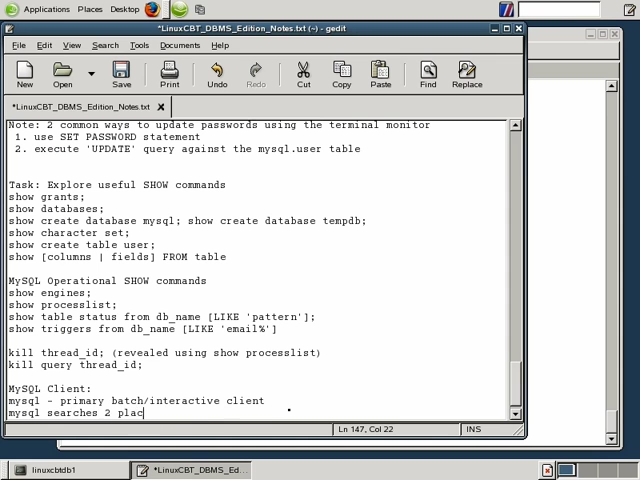 Applications
Places
Desktop
*LinuxCBT_DBMS_Edition_Notes.txt (~) - gedit
File Edit View Search Tools Documents Help
New Open Save Print Undo Redo Cut Copy Paste Find Replace
*LinuxCBT_DBMS_Edition_Notes.txt
Note: 2 common ways to update passwords using the terminal monitor
1. use SET PASSWORD statement
2. execute 'UPDATE' query against the mysql.user table
Task: Explore useful SHOW commands
show grants;
show databases;
show create database mysql; show create database tempdb;
show character set;
show create table user;
show [columns | fields] FROM table
MySQL Operational SHOW commands
show engines;
show processlist;
show table status from db_name [LIKE 'pattern'];
show triggers from db_name [LIKE 'email%']
kill thread_id; (revealed using show processlist)
kill query thread_id;
MySQL Client:
mysql - primary batch/interactive client
mysql searches 2 plac
Ln 147, Col 22 INS
linuxcbtdb1
*LinuxCBT_DBMS_Ed...